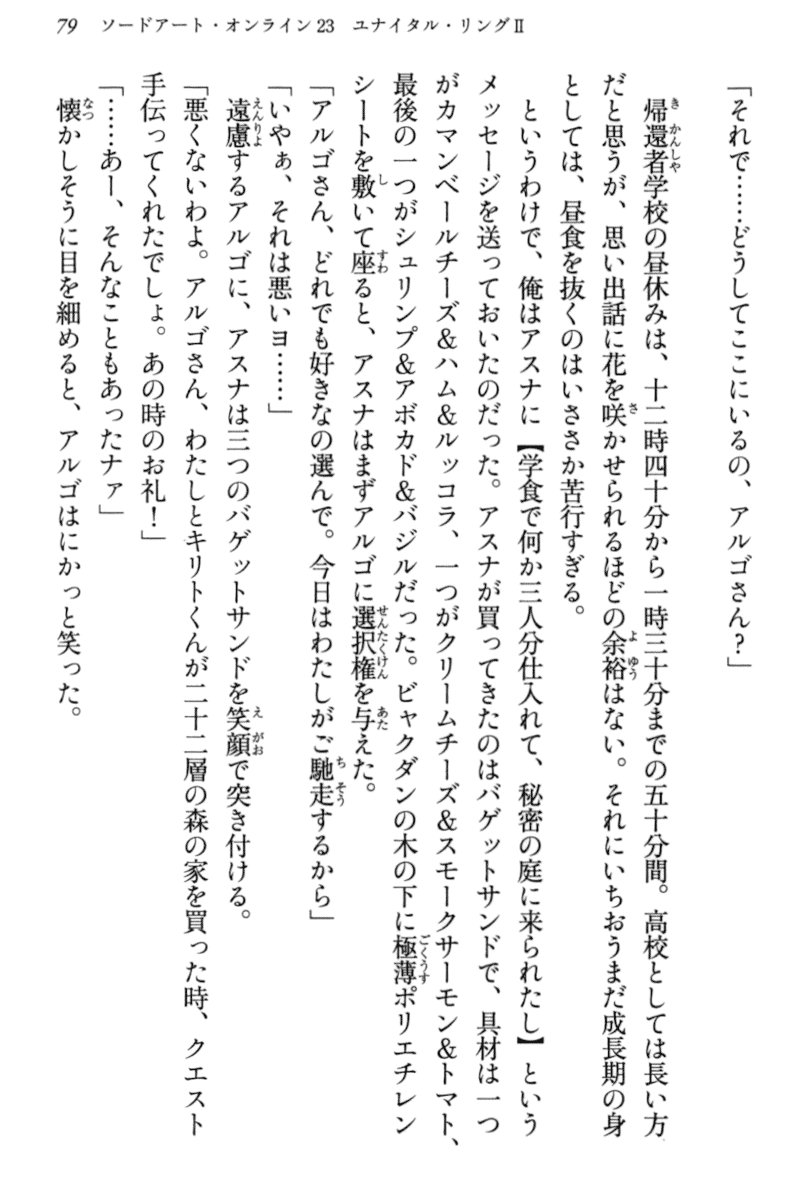 79　ソードアート・オンライン23　ユナイタル・リングⅡ
「それで……どうしてここにいるの、アルゴさん?」
帰還者学校の昼休みは、十二時四十分から一時三十分までの五十分間。高校としては長い方
だと思うが、思い出話に花を咲かせられるほどの余裕はない。それにいちおうまだ成長期の身
としては、昼食を抜くのはいささか苦行すぎる。
というわけで、俺はアスナに【学食で何か三人分仕入れて、秘密の庭に来られたし】という
メッセージを送っておいたのだった。アスナが買ってきたのはバゲットサンドで、具材は一つ
がカマンベールチーズ&ハム&ルッコラ、一つがクリームチーズ&スモークサーモン&トマト、
最後の一つがシュリンプ&アボカド&バジルだった。ビャクダンの木の下に極薄ポリエチレン
シートを敷いて座ると、アスナはまずアルゴに選択権を与えた。
「アルゴさん、どれでも好きなの選んで。今日はわたしがご馳走するから」
「いやぁ、それは悪いヨ……」
遠慮するアルゴに、アスナは三つのバゲットサンドを笑顔で突き付ける。
「悪くないわよ。アルゴさん、わたしとキリトくんが二十二層の森の家を買った時、クエスト
手伝ってくれたでしょ。あの時のお礼!」
「……あー、そんなこともあったナァ」
懐かしそうに目を細めると、アルゴはにかっと笑った。